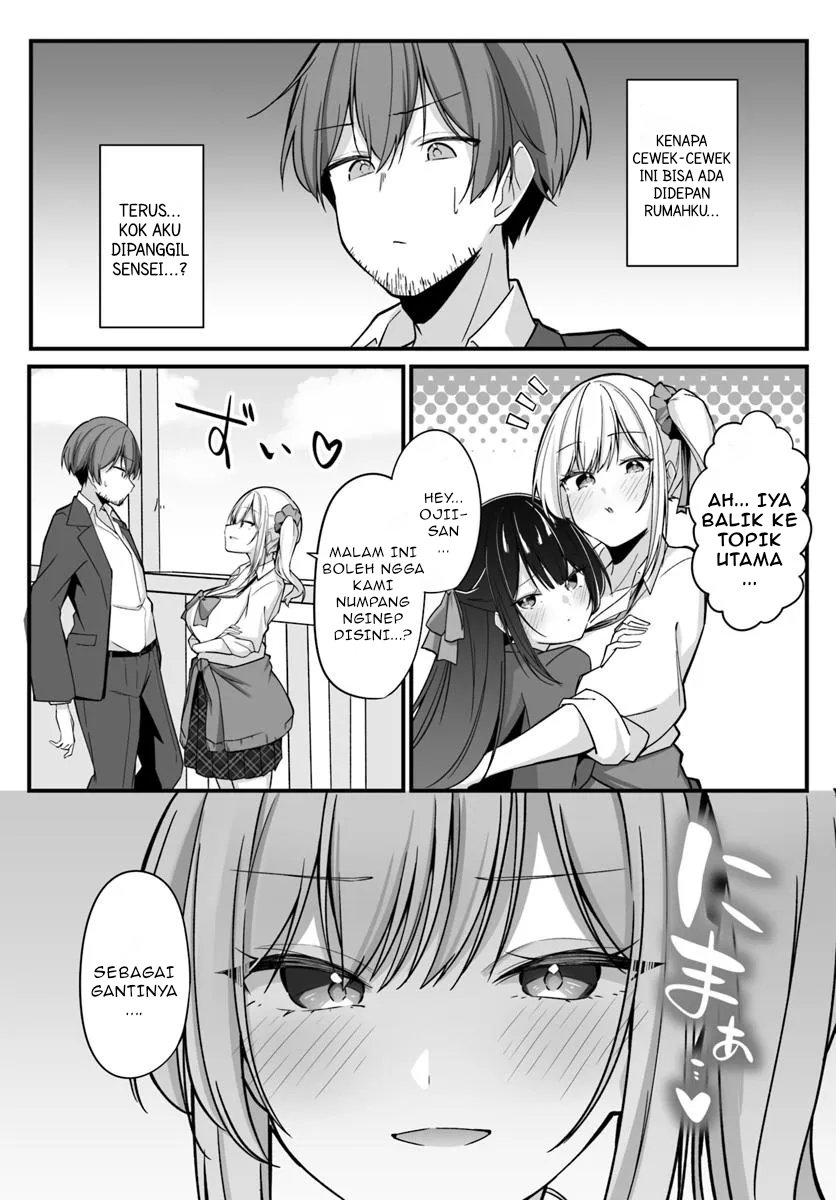 KENAPA
CEWEK-CEWEK
INI BISA ADA
DIDEPAN
RUMAHKU...
TERUS...
KOK AKU
DIPANGGIL
SENSEI...?
AH... IYA
BALIK KE
TOPIK
UTAMA
...
HEY...
OJII-
SAN
...
MALAM INI
BOLEH NGGA
KAMI
NUMPANG
NGINEP
DISINI...?
ずいっ♡
SEBAGAI
GANTINYA
....
にまぁ…♡